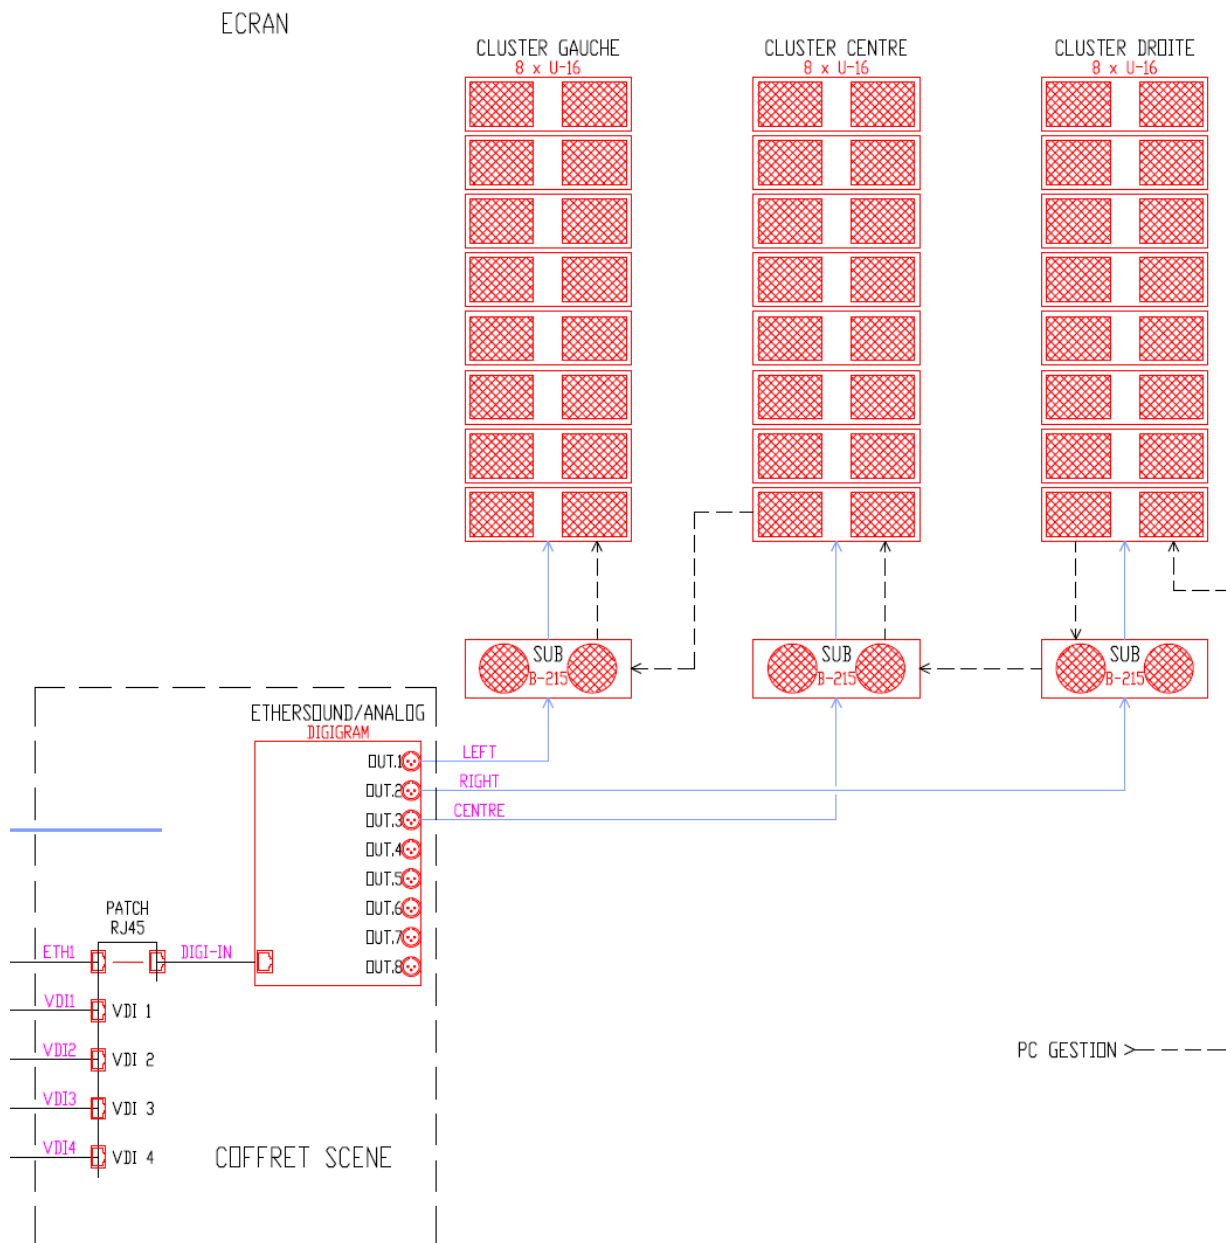 ECRAN
CLUSTER GAUCHE
8 x U-16
CLUSTER CENTRE
8 x U-16
CLUSTER DROITE
8 x U-16
SUB
B-215
SUB
B-215
SUB
B-215
ETHERSOUND/ANALOG
DIGIGRAM
OUT.1
LEFT
OUT.2
RIGHT
OUT.3
CENTRE
OUT.4
OUT.5
OUT.6
OUT.7
OUT.8
PATCH
RJ45
ETH1
DIGI-IN
VDI1
VDI 1
VDI2
VDI 2
VDI3
VDI 3
VDI4
VDI 4
COFFRET SCENE
PC GESTION